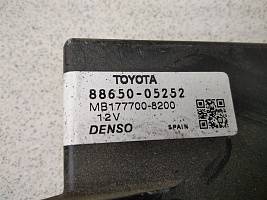 TOYOTA
88650-05252
MB177700-8200
12V
DENSO SPAIN